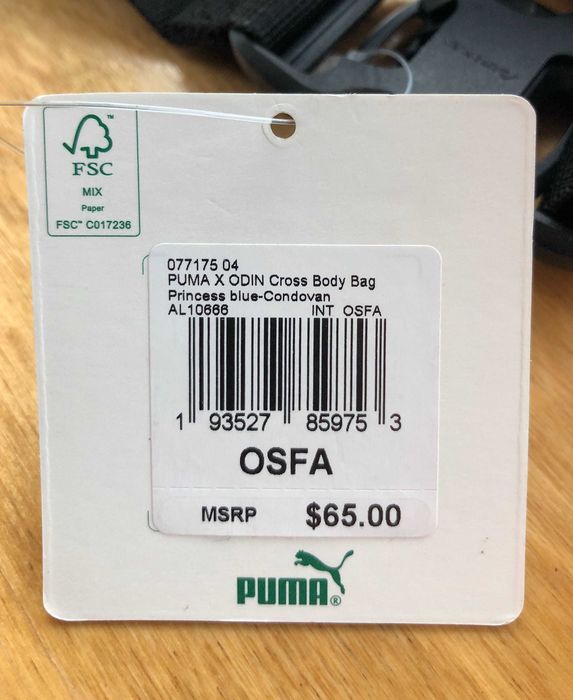 FSC™
MIX
Paper
FSC™ C017236
077175 04
PUMA X ODIN Cross Body Bag
Princess blue-Condovan
AL10666 INT OSFA
1 93527 85975 3
OSFA
MSRP $65.00
PUMA®